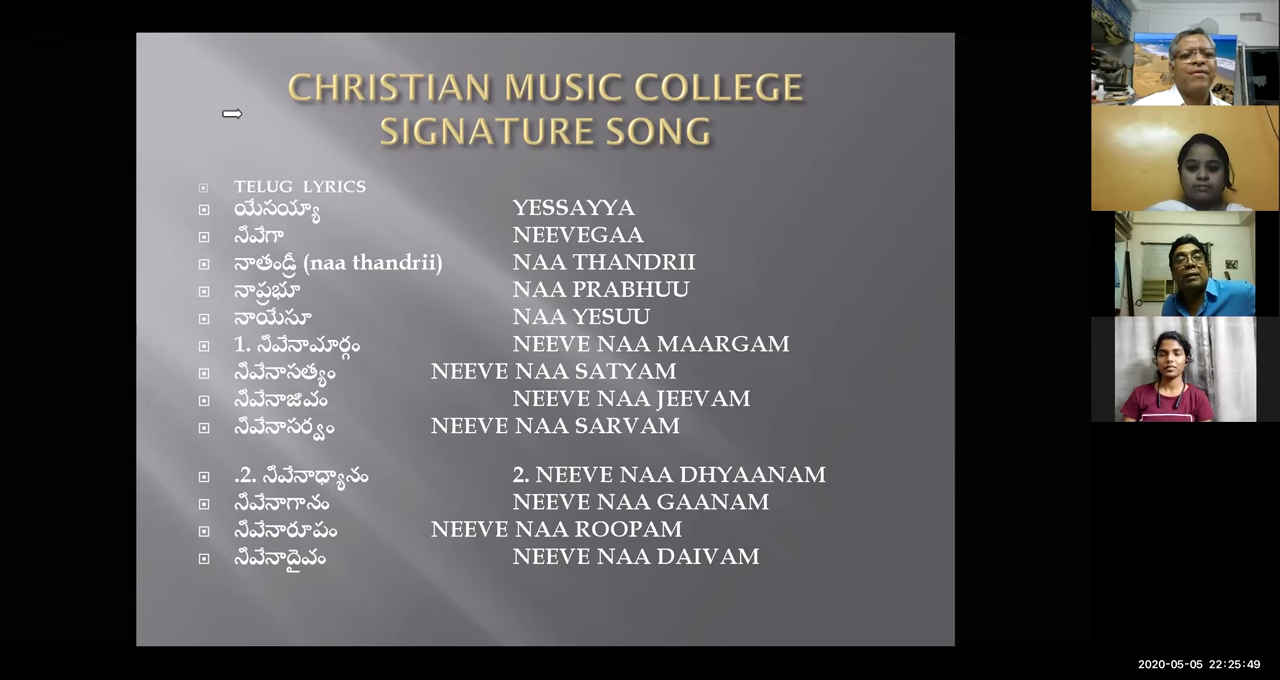 CHRISTIAN MUSIC COLLEGE
SIGNATURE SONG
TELUG LYRICS
యేసయ్యా YESSAYYA
నీవేగా NEEVEGAA
నాతండ్రీ (naa thandrii) NAA THANDRII
నాప్రభూ NAA PRABHUU
నాయేసూ NAA YESUU
1. నీవేనామార్గం NEEVE NAA MAARGAM
నీవేనాసత్యం NEEVE NAA SATYAM
నీవేనాజీవం NEEVE NAA JEEVAM
నీవేనాసర్వం NEEVE NAA SARVAM
.2. నీవేనాధ్యానం 2. NEEVE NAA DHYAANAM
నీవేనాగానం NEEVE NAA GAANAM
నీవేనారూపం NEEVE NAA ROOPAM
నీవేనాదైవం NEEVE NAA DAIVAM
2020-05-05 22:25:49